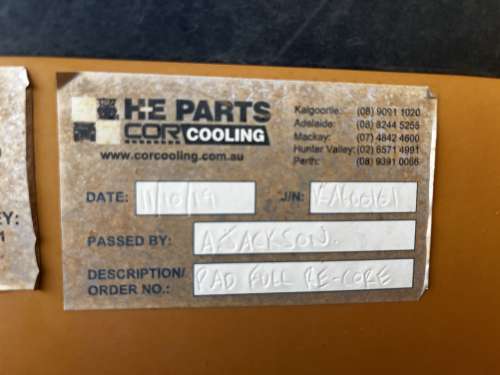 H-E PARTS
COR COOLING
www.corcooling.com.au
Kalgoorlie: (08) 9091 1020
Adelaide: (08) 8244 5255
Mackay: (07) 4842 4600
Hunter Valley: (02) 6571 4991
Perth: (08) 9391 0066
DATE: 11/10/19 J/N:
PASSED BY: A. JACKSON.
DESCRIPTION/ RAD FULL RE-CORE
ORDER NO.:
EY: